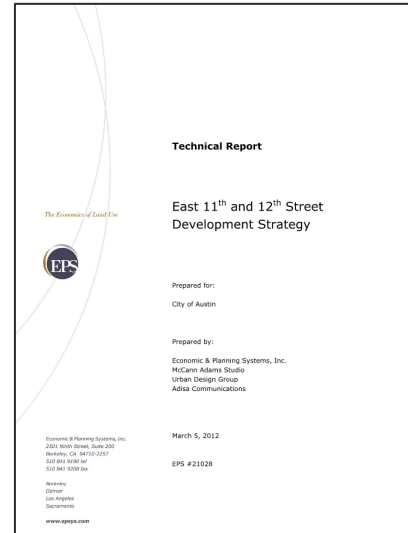 Technical Report
East 11th and 12th Street
Development Strategy
The Economics of Land Use
EPS
Prepared for:
City of Austin
Prepared by:
Economic & Planning Systems, Inc.
McCann Adams Studio
Urban Design Group
Adisa Communications
March 5, 2012
EPS #21028
Economic & Planning Systems, Inc.
2501 Ninth Street, Suite 200
Berkeley, CA 94710-2257
510 841 9190 tel
510 841 9208 fax
Berkeley
Denver
Los Angeles
Sacramento
www.epsys.com